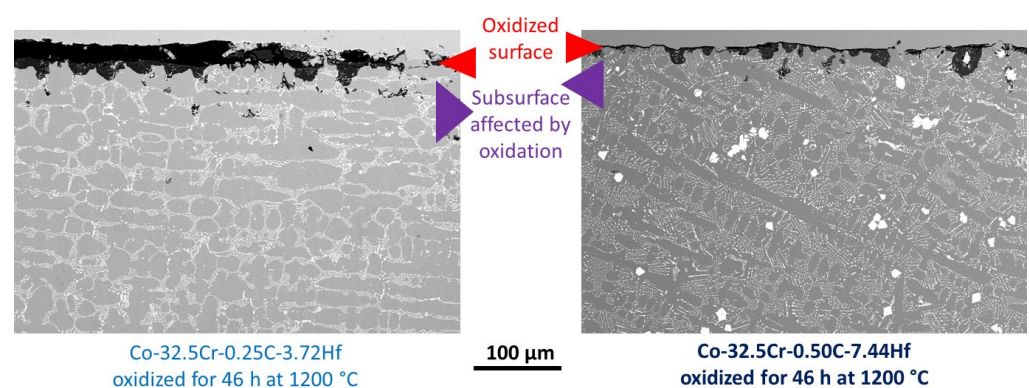 Oxidized
surface
Subsurface
affected by
oxidation
Co-32.5Cr-0.25C-3.72Hf
oxidized for 46 h at 1200 °C
100 µm
Co-32.5Cr-0.50C-7.44Hf
oxidized for 46 h at 1200 °C